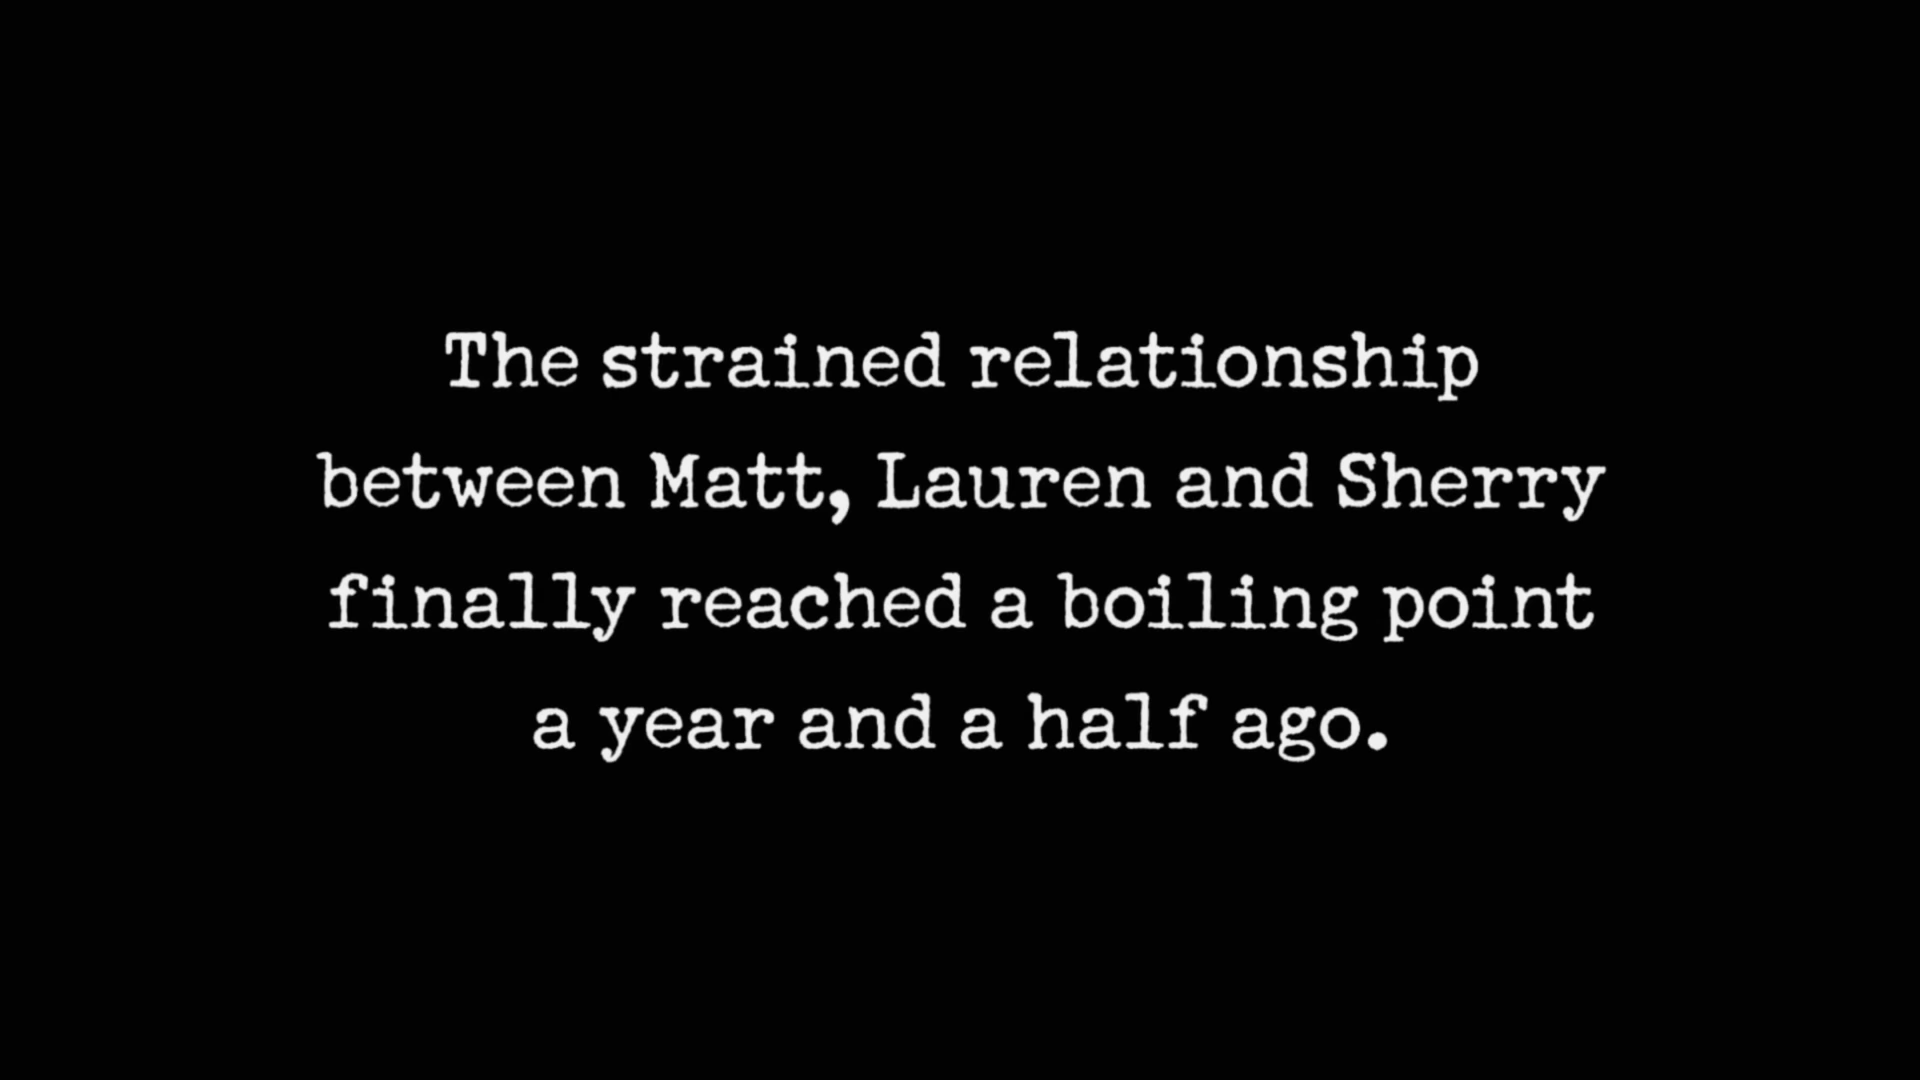 The strained relationship
between Matt, Lauren and Sherry
finally reached a boiling point
a year and a half ago.